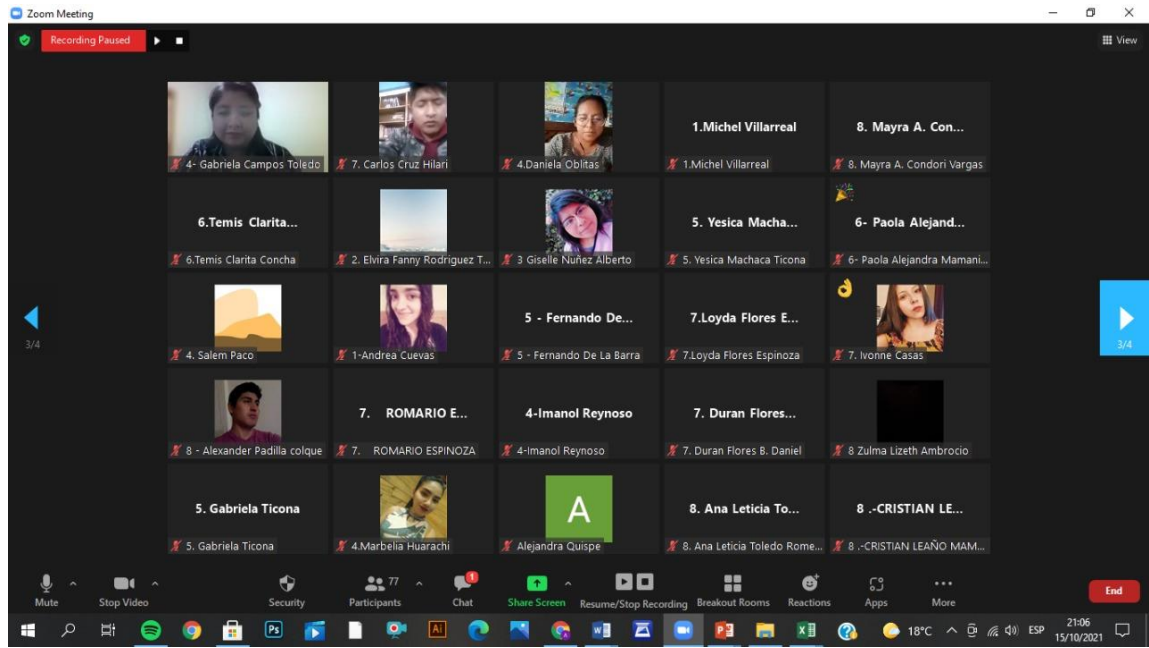 Zoom Meeting
Recording Paused
View
4- Gabriela Campos Toledo
7. Carlos Cruz Hilari
4.Daniela Oblitas
1.Michel Villarreal
1.Michel Villarreal
8. Mayra A. Con...
8. Mayra A. Condori Vargas
6.Temis Clarita...
6.Temis Clarita Concha
2. Elvira Fanny Rodriguez T...
3 Giselle Nuñez Alberto
5. Yesica Macha...
5. Yesica Machaca Ticona
6- Paola Alejand...
6- Paola Alejandra Mamani...
3/4
4. Salem Paco
1-Andrea Cuevas
5 - Fernando De...
5 - Fernando De La Barra
7.Loyda Flores E...
7.Loyda Flores Espinoza
7. Ivonne Casas
3/4
8 - Alexander Padilla colque
7. ROMARIO E...
7. ROMARIO ESPINOZA
4-Imanol Reynoso
4-Imanol Reynoso
7. Duran Flores...
7. Duran Flores B. Daniel
8 Zulma Lizeth Ambrocio
5. Gabriela Ticona
5. Gabriela Ticona
4.Marbelia Huarachi
A
Alejandra Quispe
8. Ana Leticia To...
8. Ana Leticia Toledo Rome...
8 .-CRISTIAN LE...
8 .-CRISTIAN LEAÑO MAM...
Mute
Stop Video
Security
77
Participants
1
Chat
Share Screen
Resume/Stop Recording
Breakout Rooms
Reactions
Apps
More
End
Ps
Ai
18°C
ESP
21:06
15/10/2021